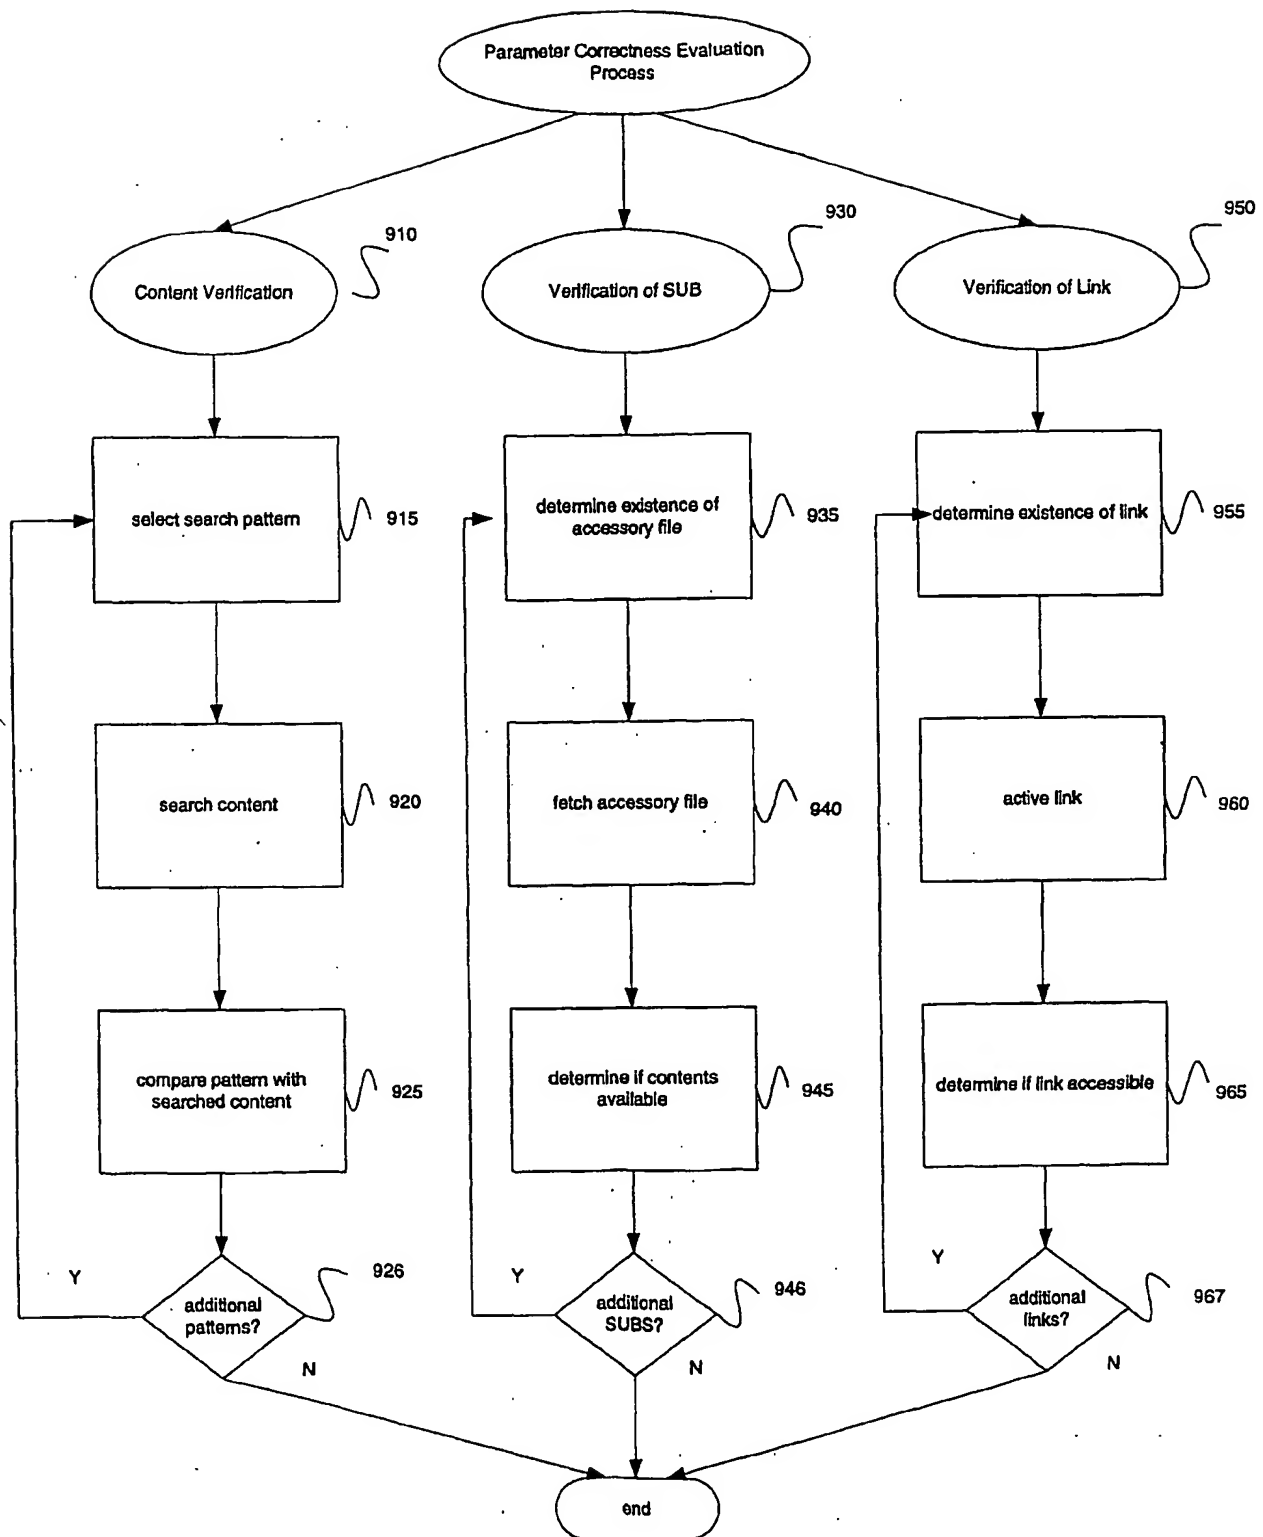 Parameter Correctness Evaluation
Process
910
930
950
Content Verification
Verification of SUB
Verification of Link
select search pattern
915
determine existence of
accessory file
935
determine existence of link
955
search content
920
fetch accessory file
940
active link
960
compare pattern with
searched content
925
determine if contents
available
945
determine if link accessible
965
Y
additional
patterns?
926
N
Y
additional
SUBS?
946
N
Y
additional
links?
967
N
end